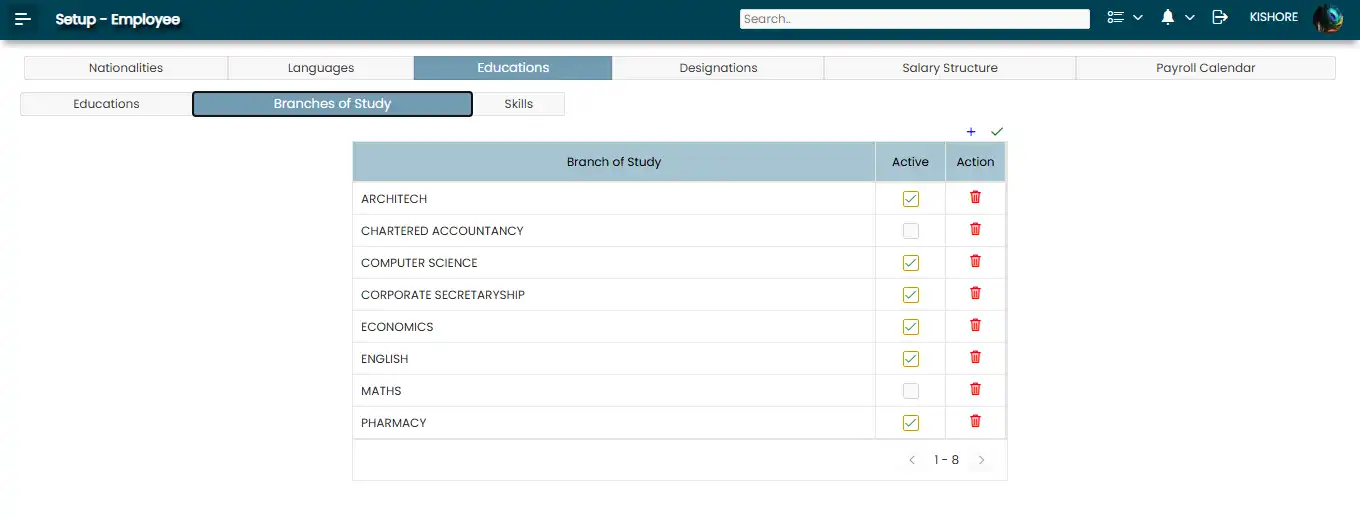 Setup - Employee
Search..
KISHORE
Nationalities
Languages
Educations
Designations
Salary Structure
Payroll Calendar
Educations
Branches of Study
Skills
Branch of Study
Active
Action
ARCHITECH
CHARTERED ACCOUNTANCY
COMPUTER SCIENCE
CORPORATE SECRETARYSHIP
ECONOMICS
ENGLISH
MATHS
PHARMACY
1 - 8